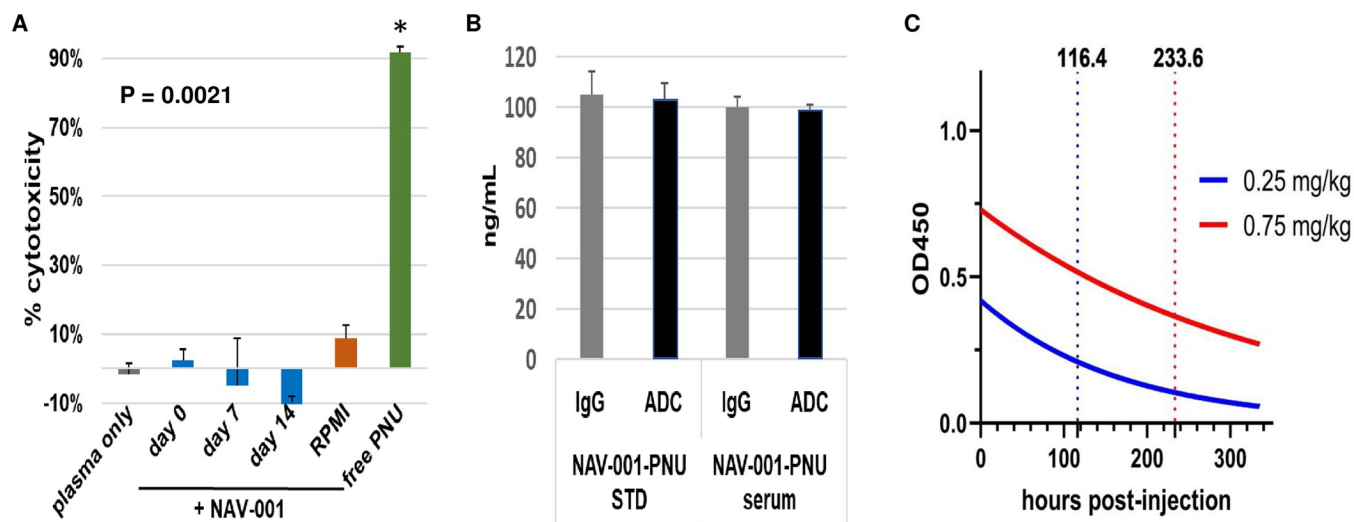 A
% cytotoxicity
90%
70%
50%
30%
10%
-10%
P = 0.0021
*
plasma only
day 0
day 7
day 14
RPMI
free PNU
+ NAV-001
B
ng/mL
120
100
80
60
40
20
0
IgG ADC IgG ADC
NAV-001-PNU NAV-001-PNU
STD serum
C
116.4 233.6
OD450
1.0
0.5
0.0
0.25 mg/kg
0.75 mg/kg
0 100 200 300
hours post-injection